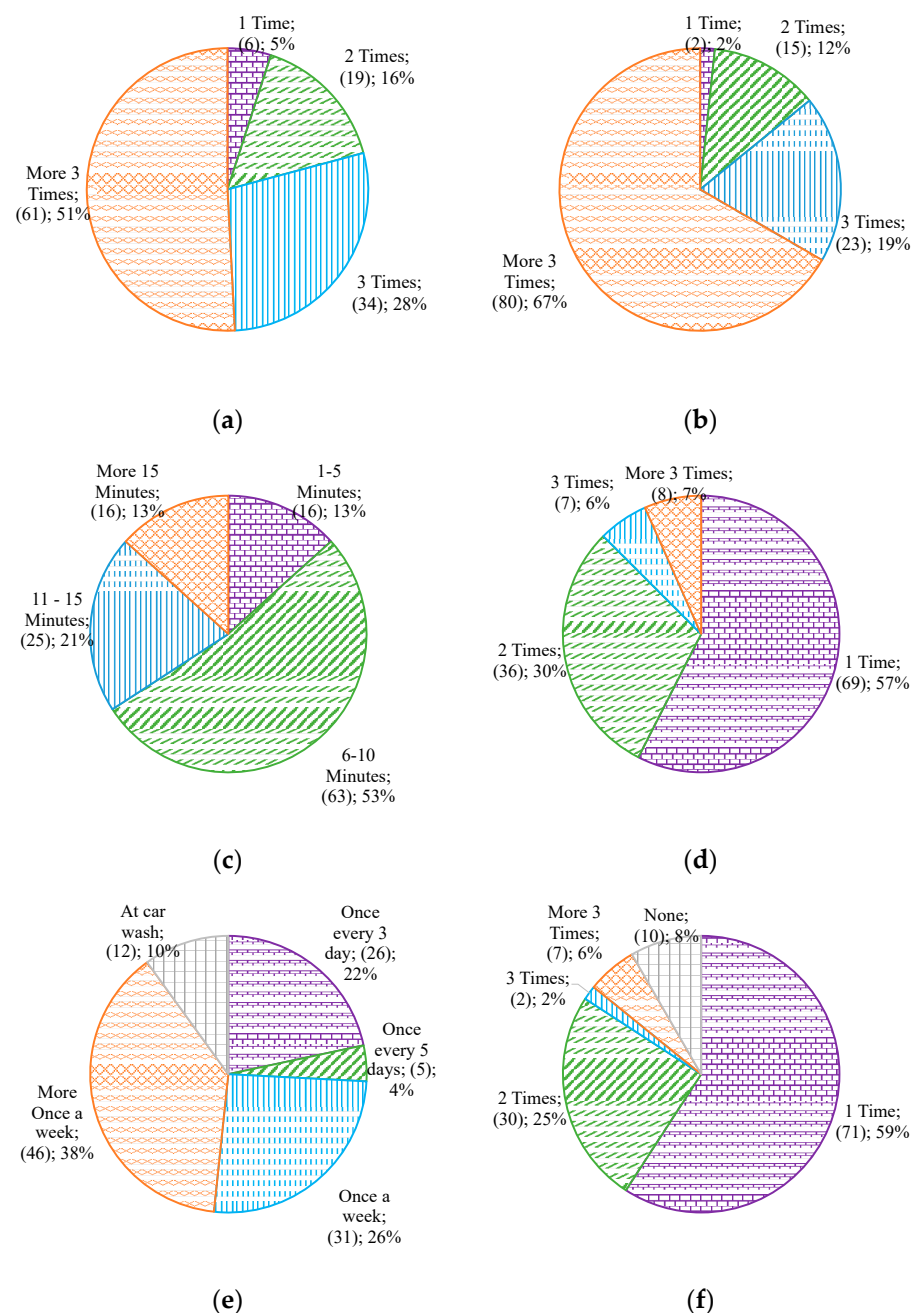 1 Time;
(6); 5%
2 Times;
(19); 16%
3 Times;
(34); 28%
More 3
Times;
(61); 51%
(a)
1 Time;
(2); 2%
2 Times;
(15); 12%
3 Times;
(23); 19%
More 3
Times;
(80); 67%
(b)
More 15
Minutes;
(16); 13%
1-5
Minutes;
(16); 13%
11 - 15
Minutes;
(25); 21%
6-10
Minutes;
(63); 53%
(c)
3 Times;
(7); 6%
More 3 Times;
(8); 7%
2 Times;
(36); 30%
1 Time;
(69); 57%
(d)
At car
wash;
(12); 10%
Once
every 3
day; (26);
22%
Once
every 5
days; (5);
4%
More
Once a
week;
(46); 38%
Once a
week;
(31); 26%
(e)
More 3
Times;
(7); 6%
None;
(10); 8%
3 Times;
(2); 2%
2 Times;
(30); 25%
1 Time;
(71); 59%
(f)